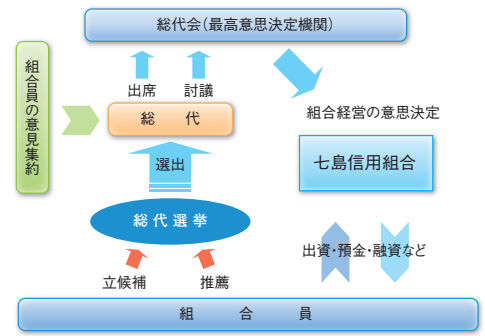 総代会（最高意思決定機関）
組合員の意見集約
出席 討議
総代
組合経営の意思決定
選出
七島信用組合
総代選挙
出資・預金・融資など
立候補 推薦
組合員